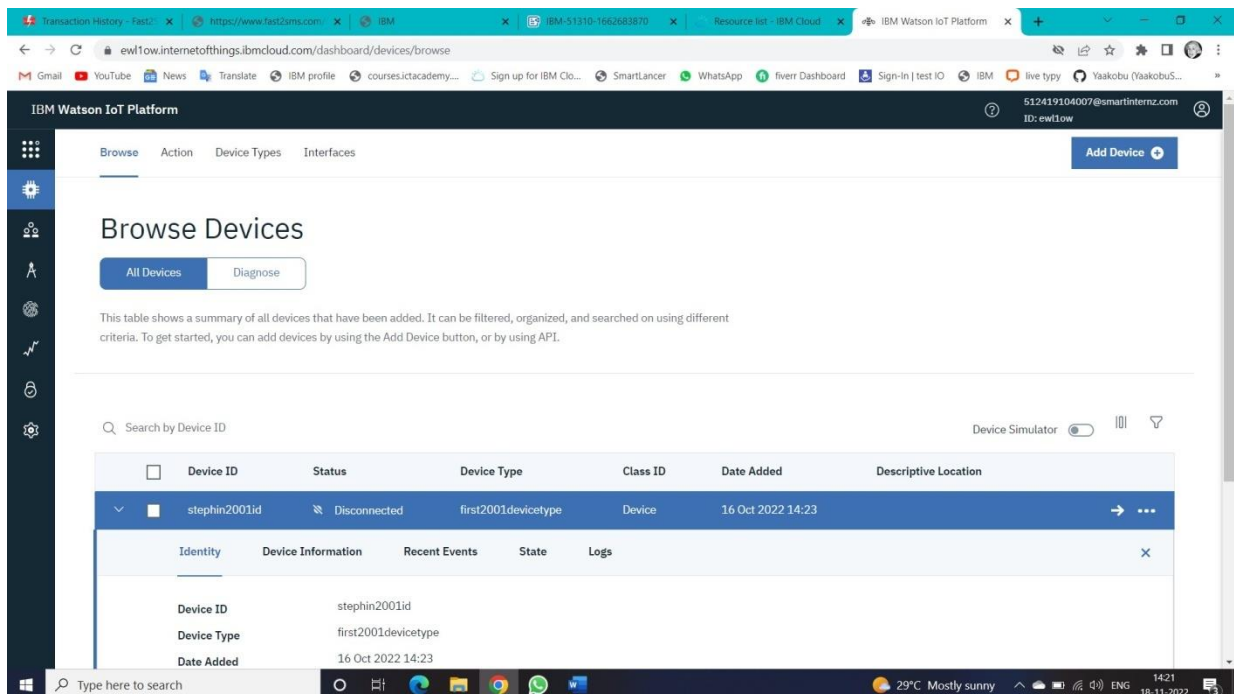 Transaction History - Fast2S
https://www.fast2sms.com/
IBM
IBM-51310-1662683870
Resource list - IBM Cloud
IBM Watson IoT Platform
ewl1ow.internetofthings.ibmcloud.com/dashboard/devices/browse
Gmail YouTube News Translate IBM profile courses.ictacademy.... Sign up for IBM Clo... SmartLancer WhatsApp fiverr Dashboard Sign-In | test IO IBM live typy Yaakobu (YaakobuS... »
IBM Watson IoT Platform
512419104007@smartinternz.com
ID: ewl1ow
Browse Action Device Types Interfaces Add Device
Browse Devices
All Devices Diagnose
This table shows a summary of all devices that have been added. It can be filtered, organized, and searched on using different
criteria. To get started, you can add devices by using the Add Device button, or by using API.
Search by Device ID Device Simulator
Device ID Status Device Type Class ID Date Added Descriptive Location
stephin2001id Disconnected first2001devicetype Device 16 Oct 2022 14:23
Identity Device Information Recent Events State Logs
Device ID stephin2001id
Device Type first2001devicetype
Date Added 16 Oct 2022 14:23
Type here to search 29°C Mostly sunny ENG 14:21
18-11-2022